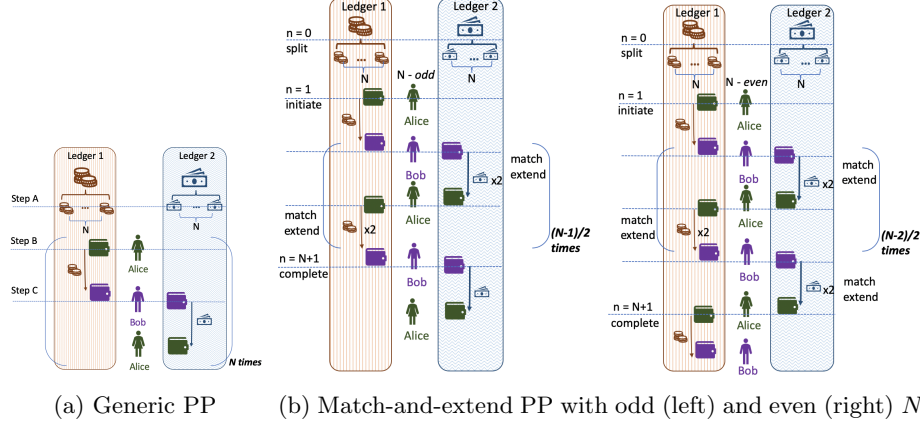 Ledger 1
Ledger 2
Step A
...
...
N
N
Step B
Alice
Step C
Bob
Alice
N times
(a) Generic PP
Ledger 1
Ledger 2
n = 0
split
...
...
N
N
N - odd
n = 1
initiate
Alice
Bob
match
extend
x2
Alice
match
extend
x2
(N-1)/2
times
n = N+1
complete
Bob
Alice
Ledger 1
Ledger 2
n = 0
split
...
...
N
N
N - even
n = 1
initiate
Alice
Bob
match
extend
x2
Alice
match
extend
x2
(N-2)/2
times
Bob
x2
match
extend
n = N+1
complete
Alice
Bob
(b) Match-and-extend PP with odd (left) and even (right) N